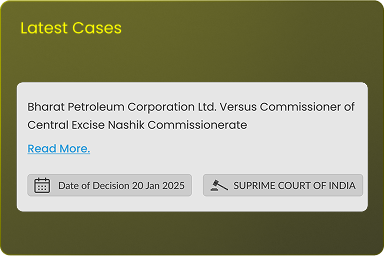 Latest Cases
Bharat Petroleum Corporation Ltd. Versus Commissioner of
Central Excise Nashik Commissionerate
Read More.
Date of Decision 20 Jan 2025
SUPRIME COURT OF INDIA